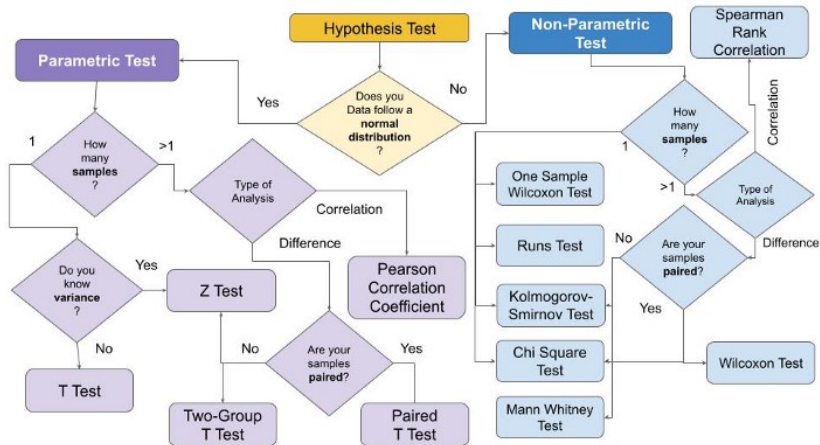 Hypothesis Test
Non-Parametric
Test
Spearman
Rank
Correlation
Parametric Test
Yes
Does you
Data follow a
normal
distribution
?
No
How
many
samples
?
1
>1
Type of
Analysis
Correlation
Difference
Do you
know
variance
?
Yes
No
Z Test
T Test
Pearson
Correlation
Coefficient
Are your
samples
paired?
No
Yes
Two-Group
T Test
Paired
T Test
How
many
samples
?
1
>1
Correlation
Type of
Analysis
Difference
One Sample
Wilcoxon Test
Runs Test
Kolmogorov-
Smirnov Test
Chi Square
Test
Mann Whitney
Test
No
Are your
samples
paired?
Yes
Wilcoxon Test